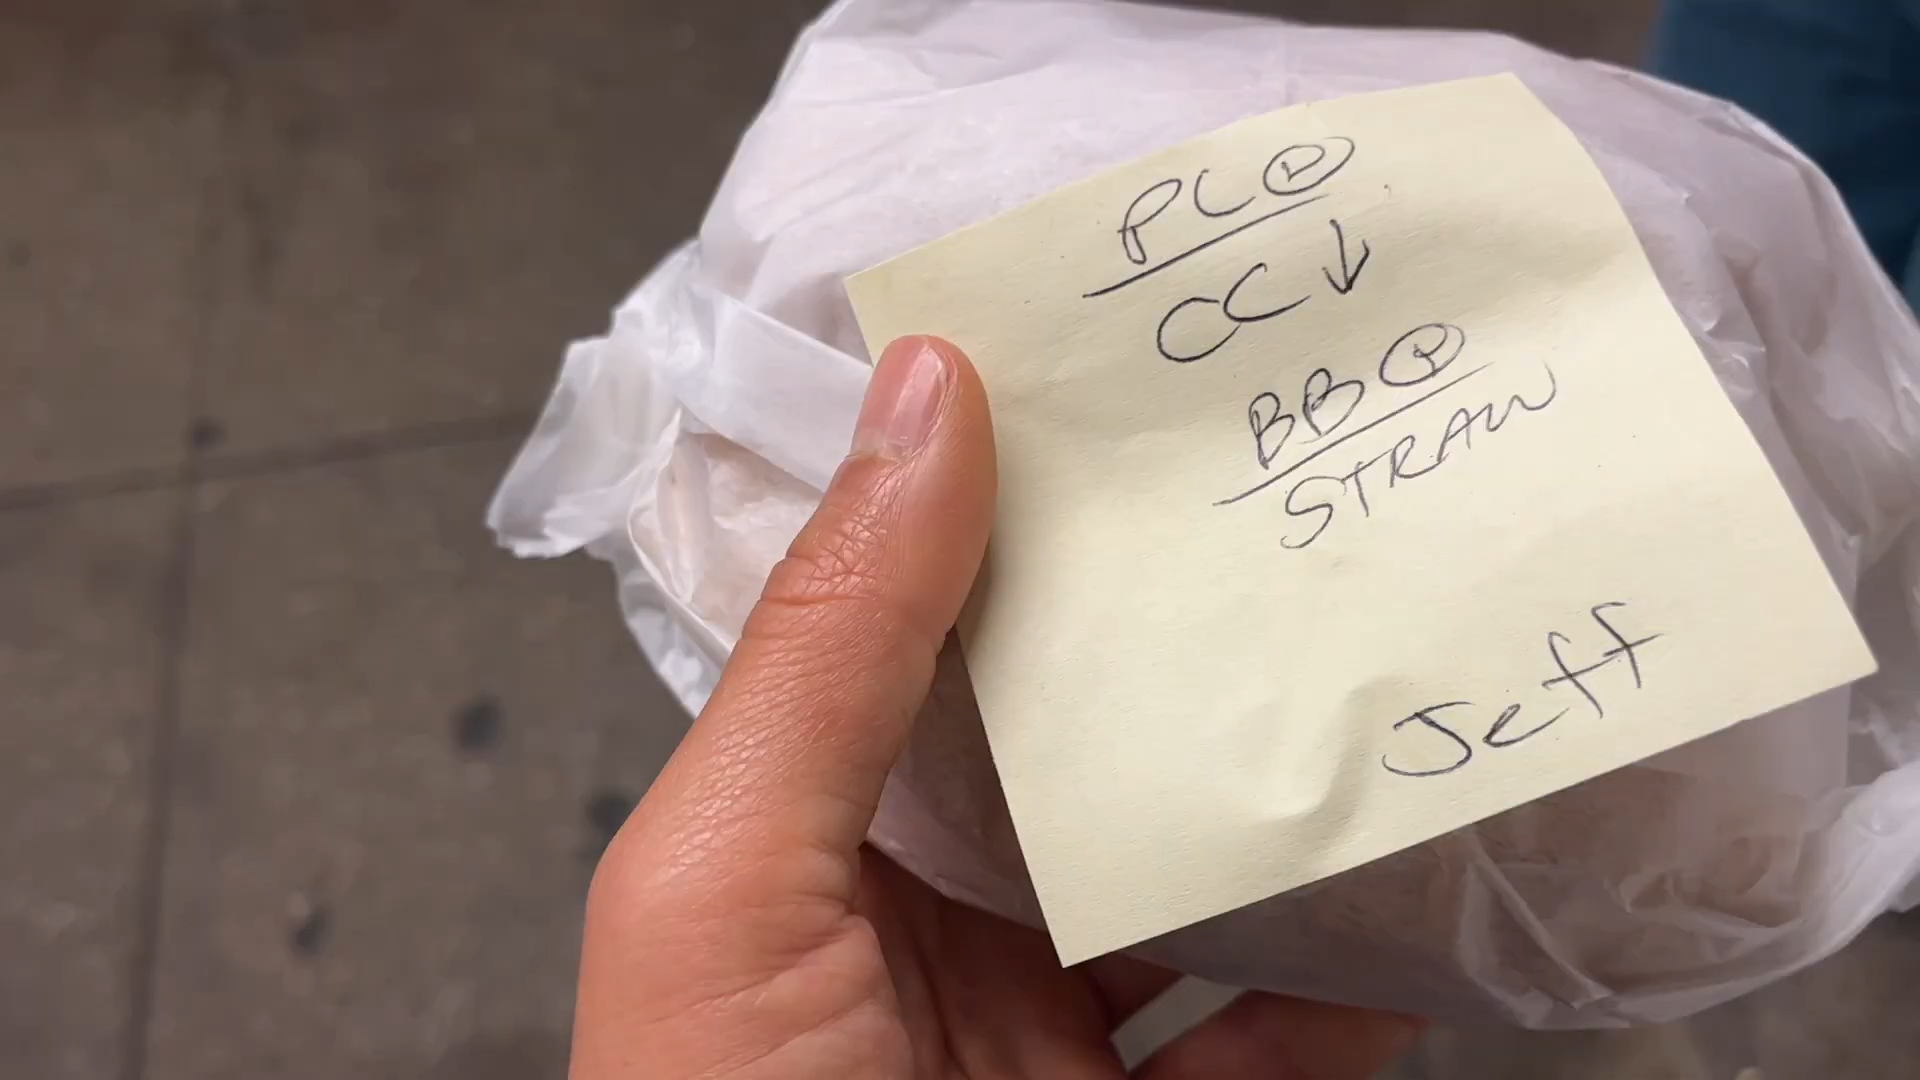 PL Ⓟ
CC ↓
BB Ⓟ
STRAW
Jeff